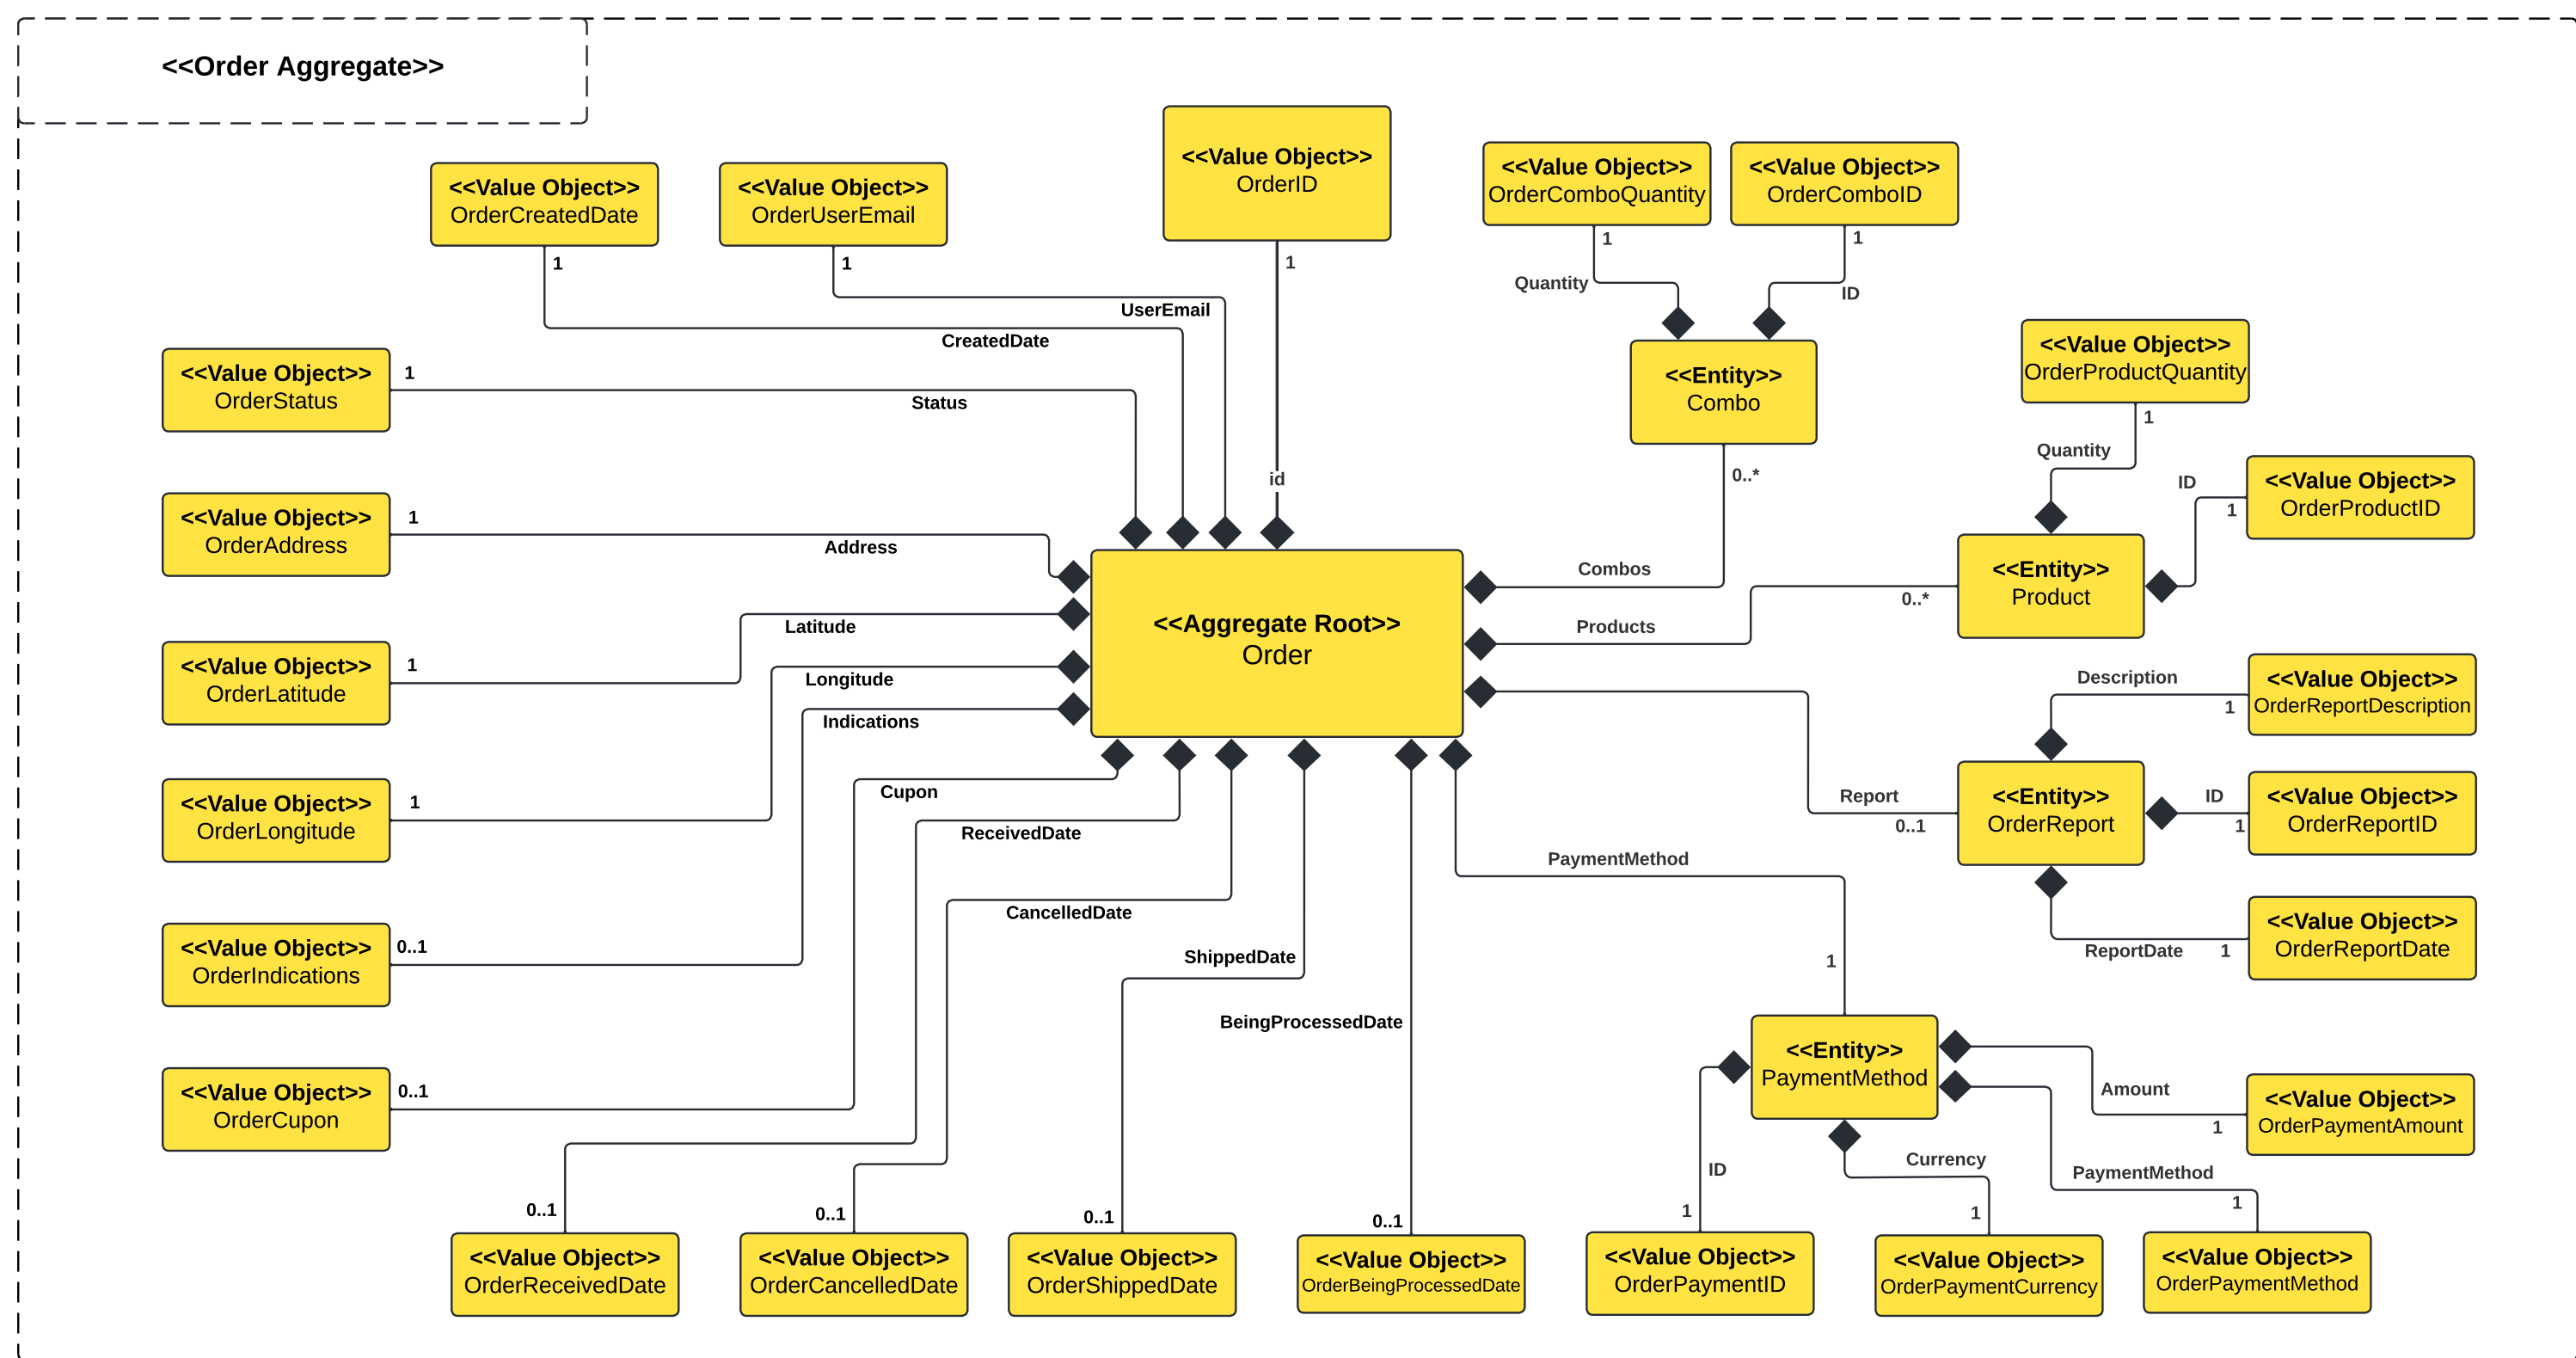 <<Order Aggregate>>
<<Value Object>>
OrderID
1
id
<<Value Object>>
OrderCreatedDate
1
CreatedDate
<<Value Object>>
OrderUserEmail
1
UserEmail
<<Value Object>>
OrderComboQuantity
1
Quantity
<<Value Object>>
OrderComboID
1
ID
<<Entity>>
Combo
0..*
Combos
<<Value Object>>
OrderStatus
1
Status
<<Value Object>>
OrderAddress
1
Address
<<Value Object>>
OrderLatitude
1
Latitude
<<Value Object>>
OrderLongitude
1
Longitude
<<Value Object>>
OrderIndications
0..1
Indications
<<Value Object>>
OrderCupon
0..1
Cupon
<<Aggregate Root>>
Order
<<Value Object>>
OrderProductQuantity
1
Quantity
<<Value Object>>
OrderProductID
ID
1
<<Entity>>
Product
0..*
Products
<<Value Object>>
OrderReportDescription
Description
1
<<Entity>>
OrderReport
Report
0..1
<<Value Object>>
OrderReportID
ID
1
<<Value Object>>
OrderReportDate
ReportDate
1
ReceivedDate
0..1
<<Value Object>>
OrderReceivedDate
CancelledDate
0..1
<<Value Object>>
OrderCancelledDate
ShippedDate
0..1
<<Value Object>>
OrderShippedDate
BeingProcessedDate
0..1
<<Value Object>>
OrderBeingProcessedDate
PaymentMethod
1
<<Entity>>
PaymentMethod
Amount
1
<<Value Object>>
OrderPaymentAmount
ID
1
<<Value Object>>
OrderPaymentID
Currency
1
<<Value Object>>
OrderPaymentCurrency
PaymentMethod
1
<<Value Object>>
OrderPaymentMethod